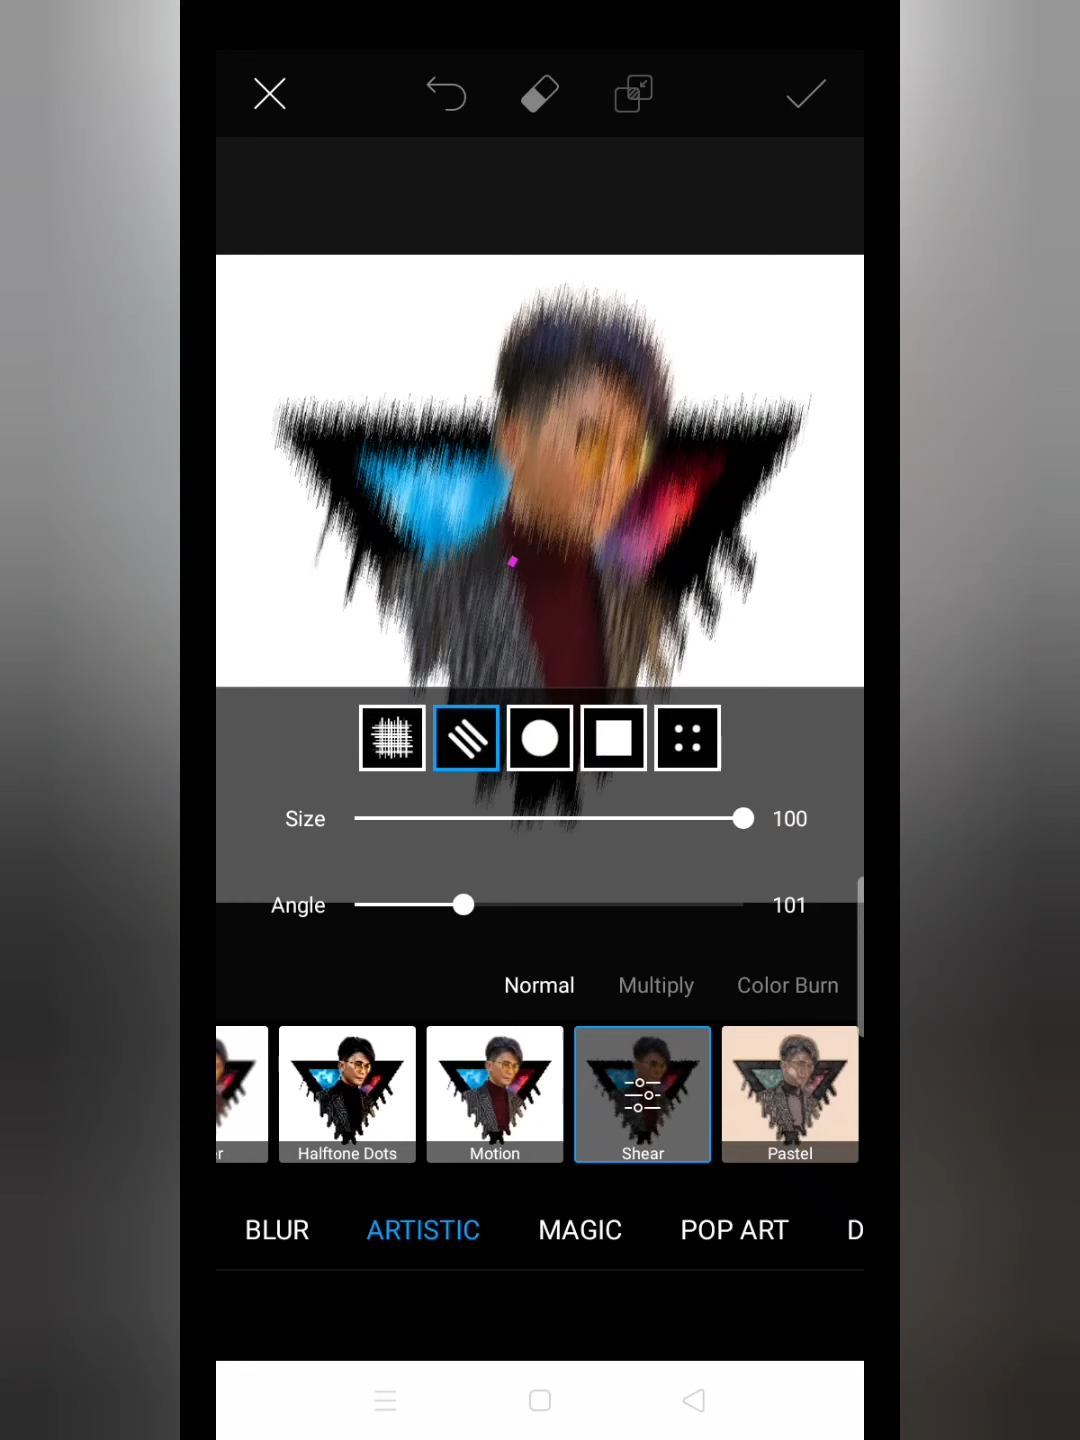 Size 100
Angle 101
Normal Multiply Color Burn
r Halftone Dots Motion Shear Pastel
BLUR ARTISTIC MAGIC POP ART D